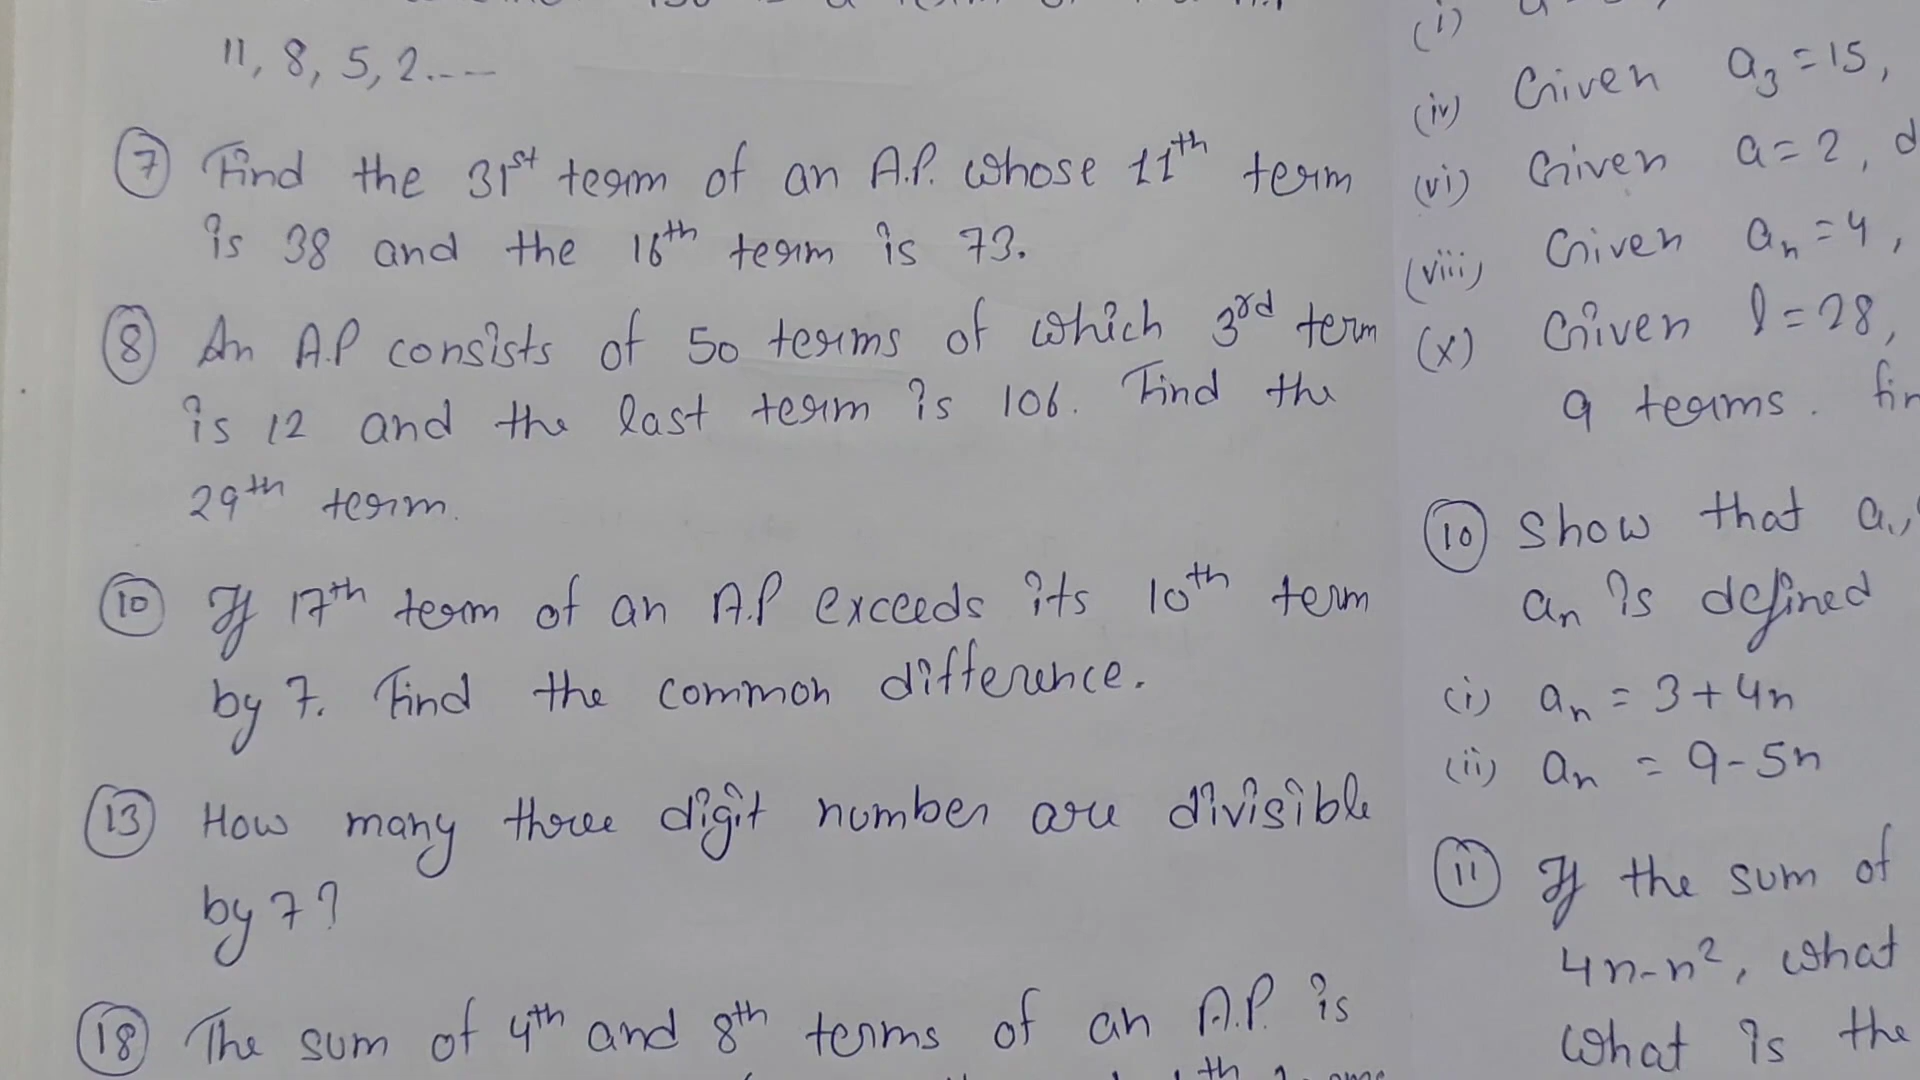 11, 8, 5, 2.---
⑦ Find the 31st term of an A.P. whose 11th term
is 38 and the 16th term is 73.
⑧ An A.P consists of 50 terms of which 3rd term
is 12 and the last term is 106. Find the
29th term.
⑩ If 17th term of an A.P exceeds its 10th term
by 7. Find the common difference.
⑬ How many three digit number are divisible
by 7?
⑱ The sum of 4th and 8th terms of an A.P. is
(i)
(iv) Given a₃ = 15,
(vi) Given a = 2, d
(viii) Given aₙ = 4,
(x) Given l = 28,
9 terms.
⑩ Show that a₁,
aₙ is defined
(i) aₙ = 3 + 4n
(ii) aₙ = 9 - 5n
⑪ If the sum of
4n - n², what
what is the